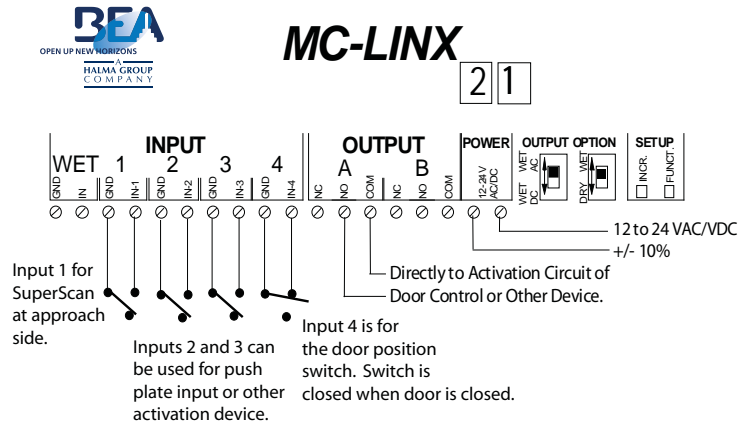 BEA
OPEN UP NEW HORIZONS
A
HALMA GROUP
COMPANY
MC-LINX
2 1
INPUT
WET 1 2 3 4
GND IN GND IN-1 GND IN-2 GND IN-3 GND IN-4
OUTPUT
A B
NC NO COM NC NO COM
POWER
12-24 V
AC/DC
OUTPUT OPTION
WET DC WET AC
DRY WET
SETUP
INCR. FUNCT.
12 to 24 VAC/VDC
+/- 10%
Directly to Activation Circuit of
Door Control or Other Device.
Input 1 for
SuperScan
at approach
side.
Inputs 2 and 3 can
be used for push
plate input or other
activation device.
Input 4 is for
the door position
switch. Switch is
closed when door is closed.